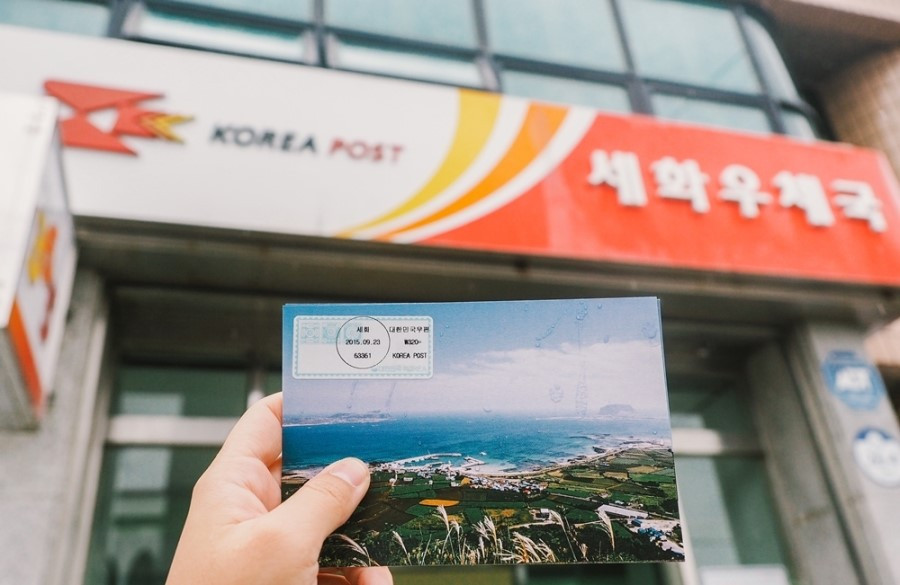 KOREA POST
세화우체국
세화
2015.09.23
63361
대한민국우편
₩320
KOREA POST